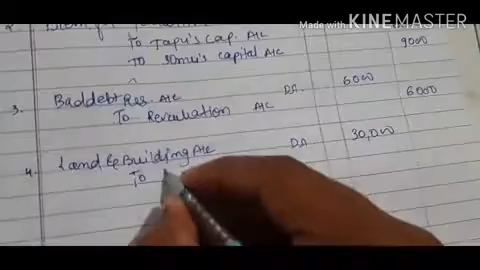 Made with KINEMASTER
To Tapu's Cap. A/c
To Somu's capital A/c
9000
3. Baddebt Res. A/c Dr. 6000
To Revaluation A/c 6000
4. Land & Building A/c Dr 30,000
To